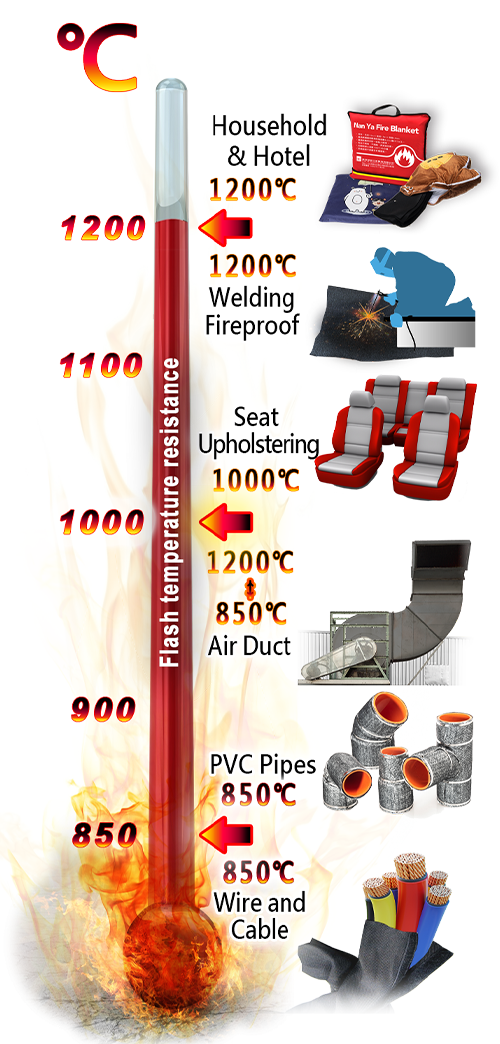 ℃
Household
& Hotel
1200℃
Nan Ya Fire Blanket
1200
1200℃
Welding
Fireproof
1100
Flash temperature resistance
Seat
Upholstering
1000℃
1000
1200℃
850℃
Air Duct
900
PVC Pipes
850℃
850
850℃
Wire and
Cable